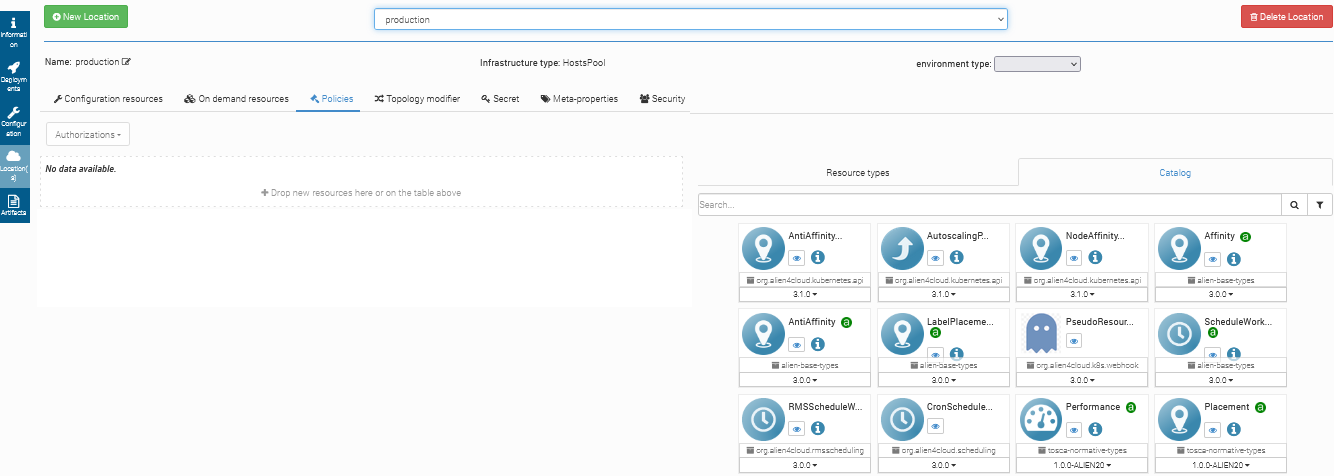 New Location
production
Delete Location
Informati
on
Deploym
ents
Configur
ation
Location(
s)
Artifacts
Name: production
Infrastructure type: HostsPool
environment type:
Configuration resources
On demand resources
Policies
Topology modifier
Secret
Meta-properties
Security
Authorizations
No data available.
Drop new resources here or on the table above
Resource types
Catalog
Search...
AntiAffinity...
org.alien4cloud.kubernetes.api
3.1.0
AutoscalingP...
org.alien4cloud.kubernetes.api
3.1.0
NodeAffinity...
org.alien4cloud.kubernetes.api
3.1.0
Affinity a
alien-base-types
3.0.0
AntiAffinity a
alien-base-types
3.0.0
LabelPlaceme...
a
alien-base-types
3.0.0
PseudoResour...
org.alien4cloud.k8s.webhook
3.0.0
ScheduleWork...
a
alien-base-types
3.0.0
RMSScheduleW...
org.alien4cloud.rmsscheduling
3.0.0
CronSchedule...
org.alien4cloud.scheduling
3.0.0
Performance a
tosca-normative-types
1.0.0-ALIEN20
Placement a
tosca-normative-types
1.0.0-ALIEN20